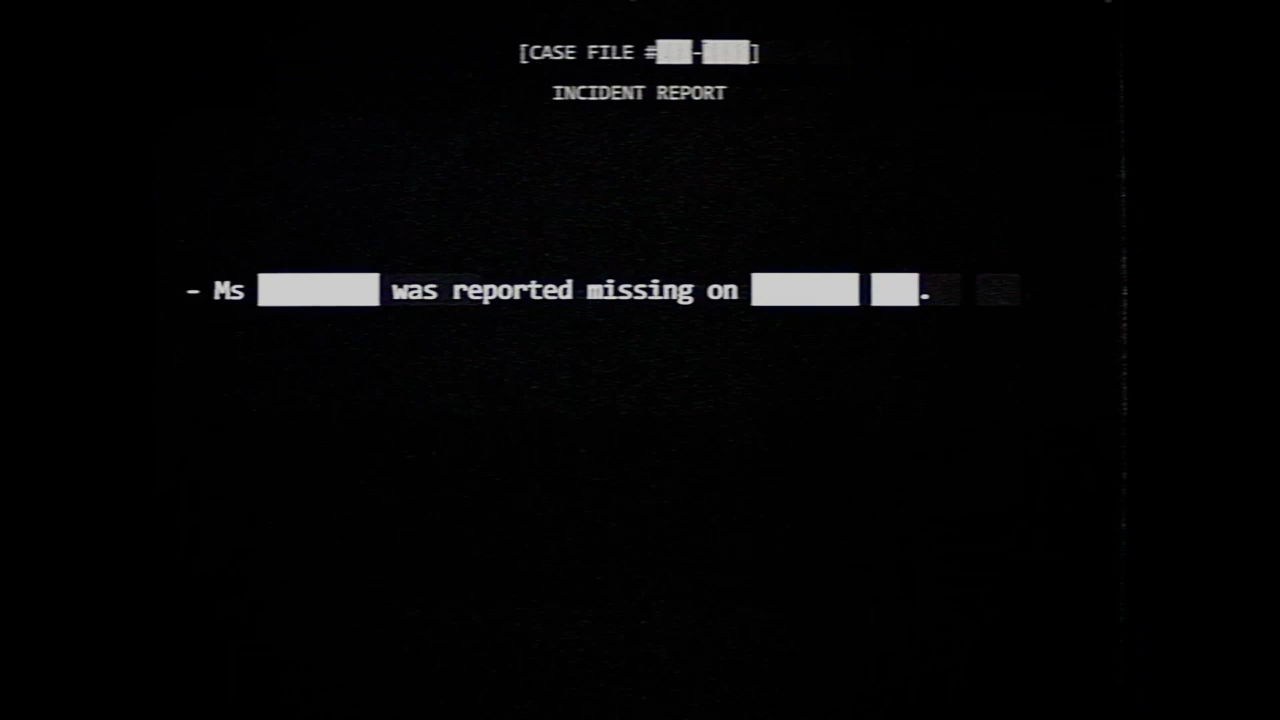 [CASE FILE #███-████]
INCIDENT REPORT
- Ms █████████ was reported missing on ████████ ███.